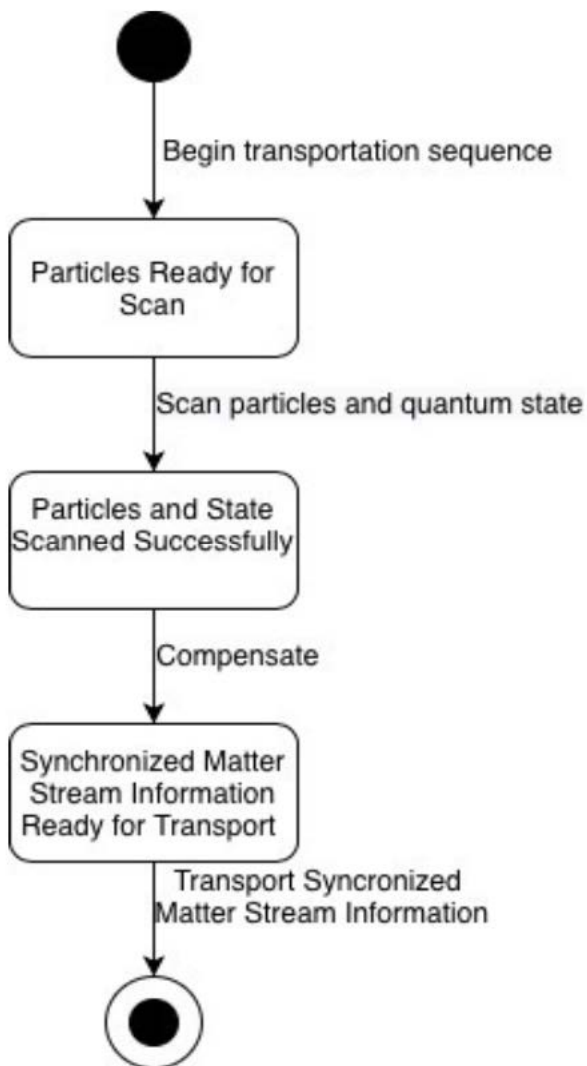 Begin transportation sequence
Particles Ready for
Scan
Scan particles and quantum state
Particles and State
Scanned Successfully
Compensate
Synchronized Matter
Stream Information
Ready for Transport
Transport Syncronized
Matter Stream Information